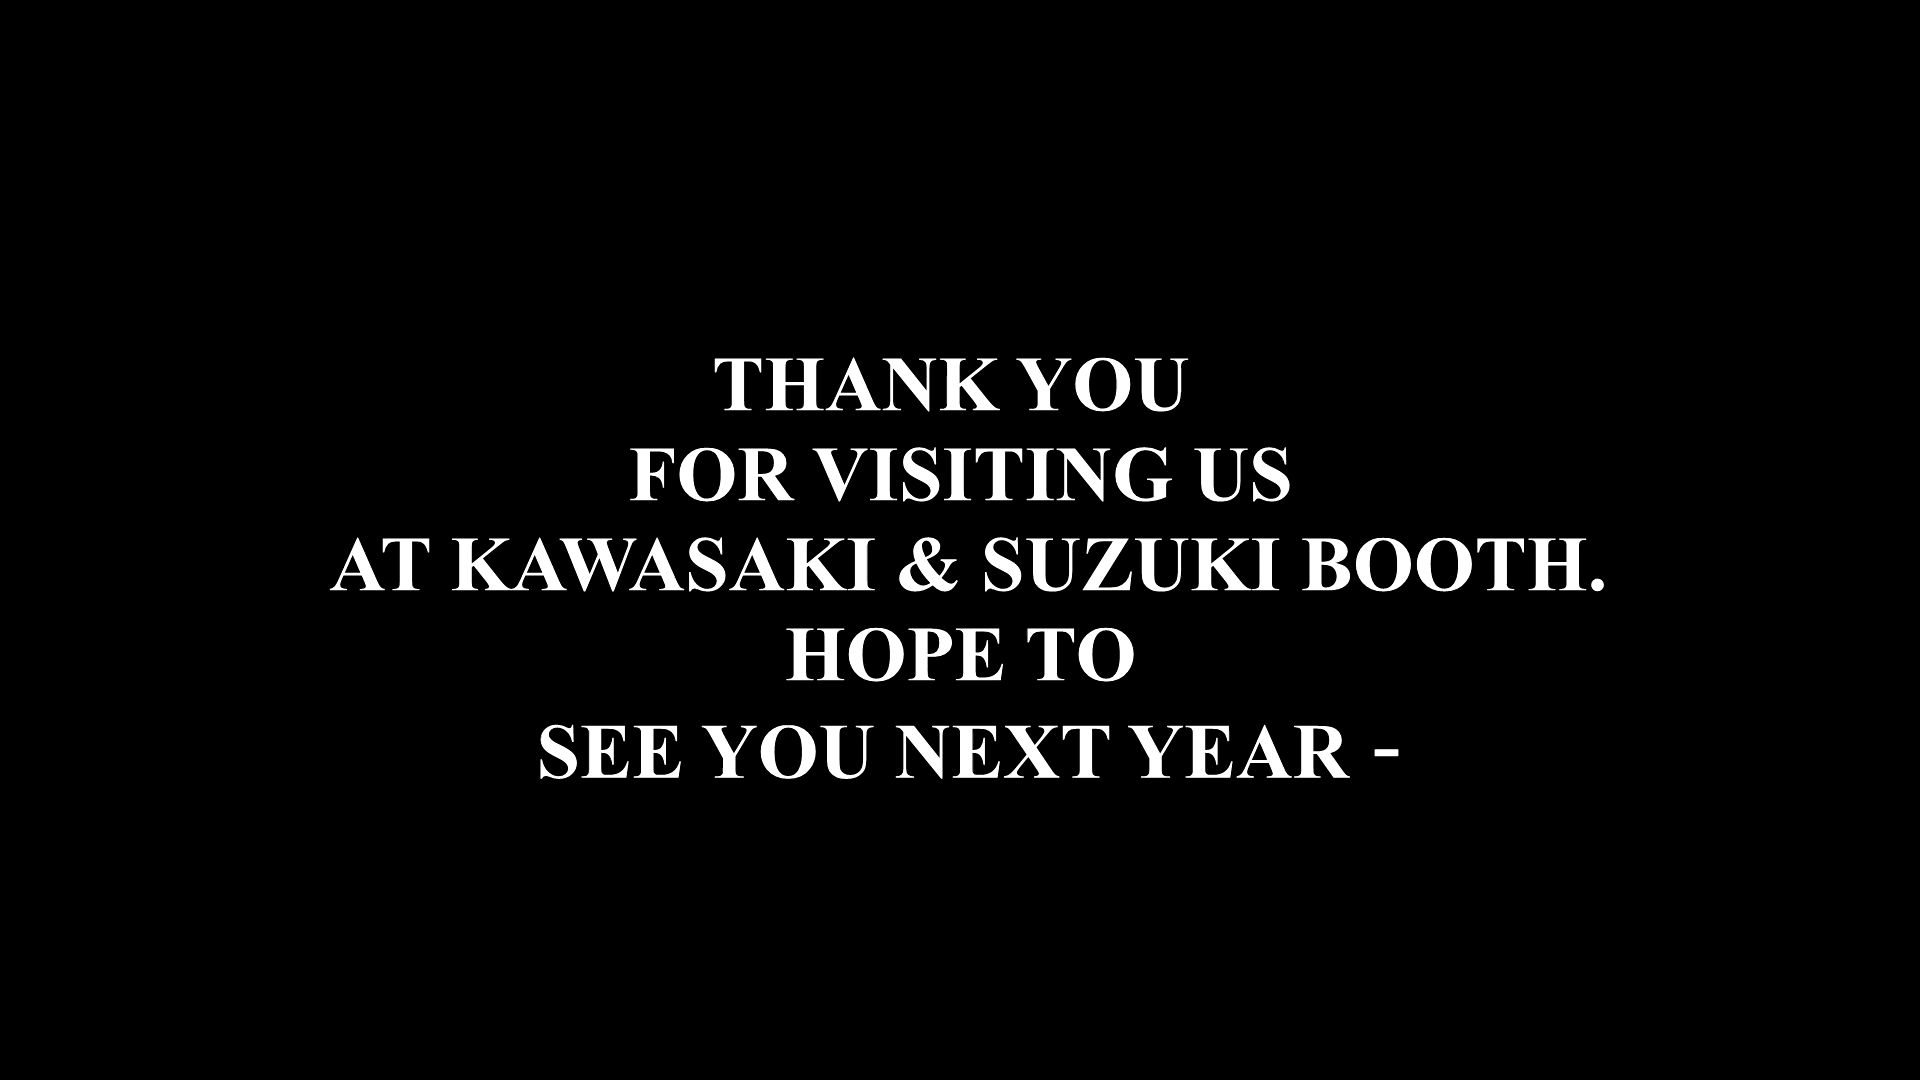 THANK YOU
FOR VISITING US
AT KAWASAKI & SUZUKI BOOTH.
HOPE TO
SEE YOU NEXT YEAR -